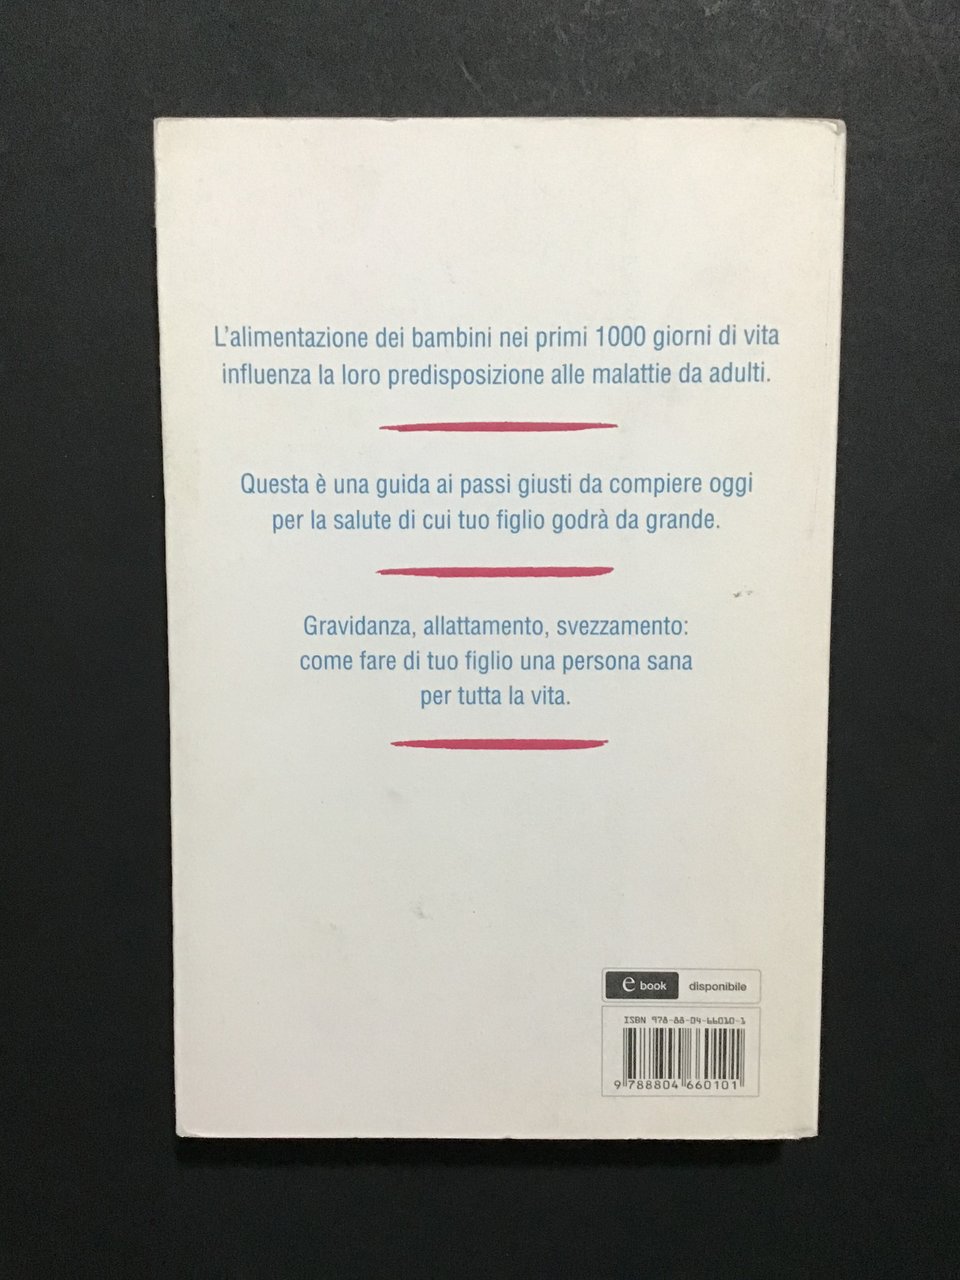 L'alimentazione dei bambini nei primi 1000 giorni di vita
influenza la loro predisposizione alle malattie da adulti.
Questa è una guida ai passi giusti da compiere oggi
per la salute di cui tuo figlio godrà da grande.
Gravidanza, allattamento, svezzamento:
come fare di tuo figlio una persona sana
per tutta la vita.
e book disponibile
ISBN 978-88-04-66010-1
9 788804 660101